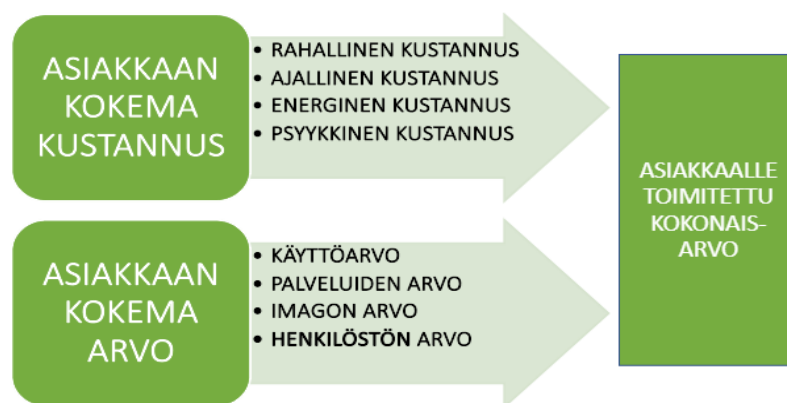 ASIAKKAAN
KOKEMA
KUSTANNUS
• RAHALLINEN KUSTANNUS
• AJALLINEN KUSTANNUS
• ENERGINEN KUSTANNUS
• PSYYKKINEN KUSTANNUS
ASIAKKAAN
KOKEMA
ARVO
• KÄYTTÖARVO
• PALVELUIDEN ARVO
• IMAGON ARVO
• HENKILÖSTÖN ARVO
ASIAKKAALLE
TOIMITETTU
KOKONAIS-
ARVO